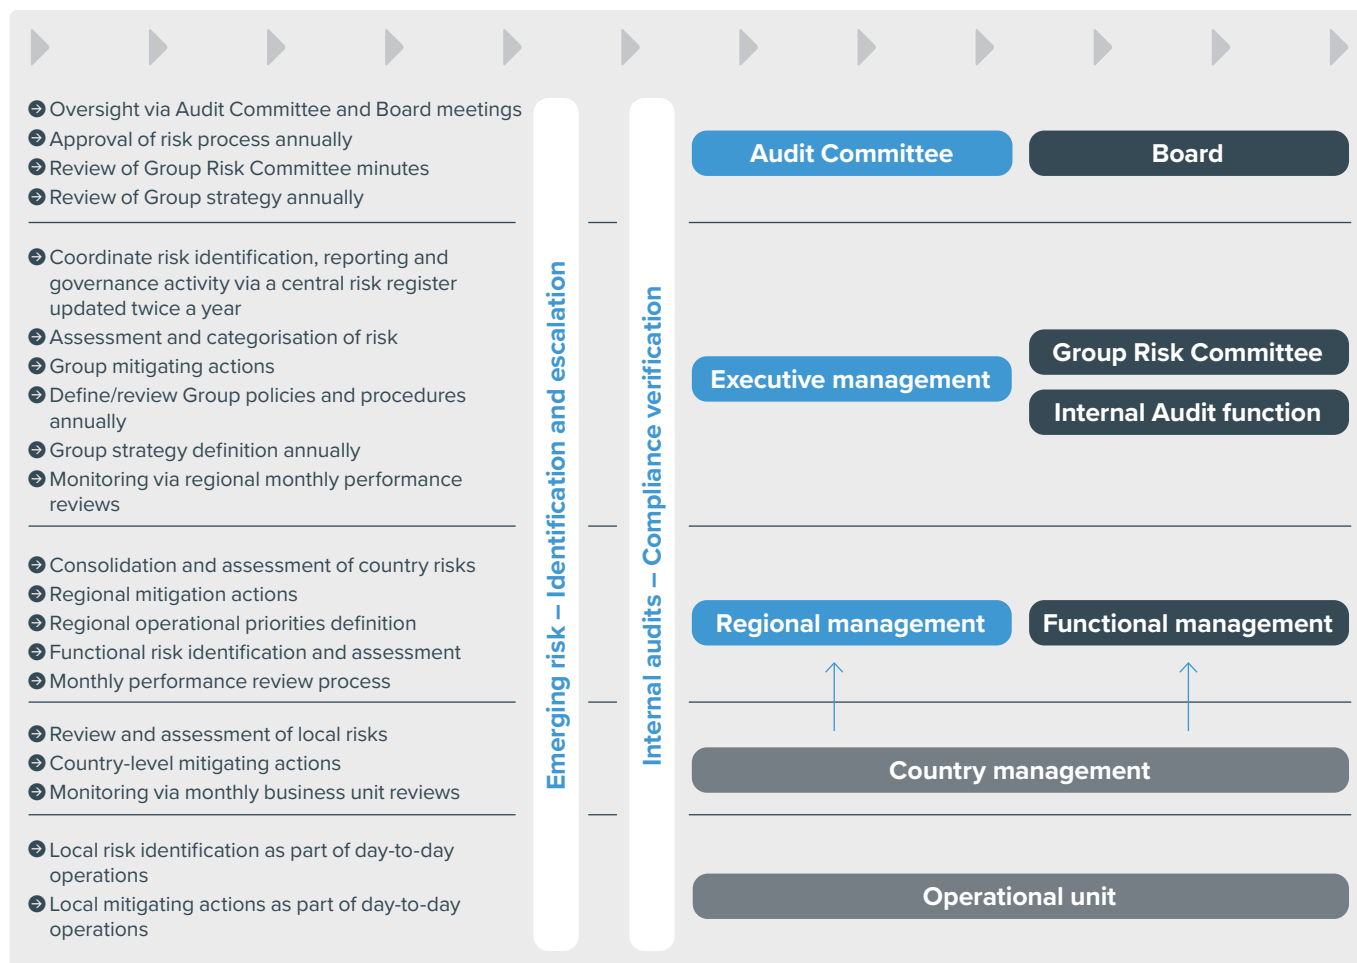 Oversight via Audit Committee and Board meetings
Approval of risk process annually
Review of Group Risk Committee minutes
Review of Group strategy annually
Coordinate risk identification, reporting and
governance activity via a central risk register
updated twice a year
Assessment and categorisation of risk
Group mitigating actions
Define/review Group policies and procedures
annually
Group strategy definition annually
Monitoring via regional monthly performance
reviews
Consolidation and assessment of country risks
Regional mitigation actions
Regional operational priorities definition
Functional risk identification and assessment
Monthly performance review process
Review and assessment of local risks
Country-level mitigating actions
Monitoring via monthly business unit reviews
Local risk identification as part of day-to-day
operations
Local mitigating actions as part of day-to-day
operations
Emerging risk – Identification and escalation
Internal audits – Compliance verification
Audit Committee
Board
Executive management
Group Risk Committee
Internal Audit function
Regional management
Functional management
Country management
Operational unit